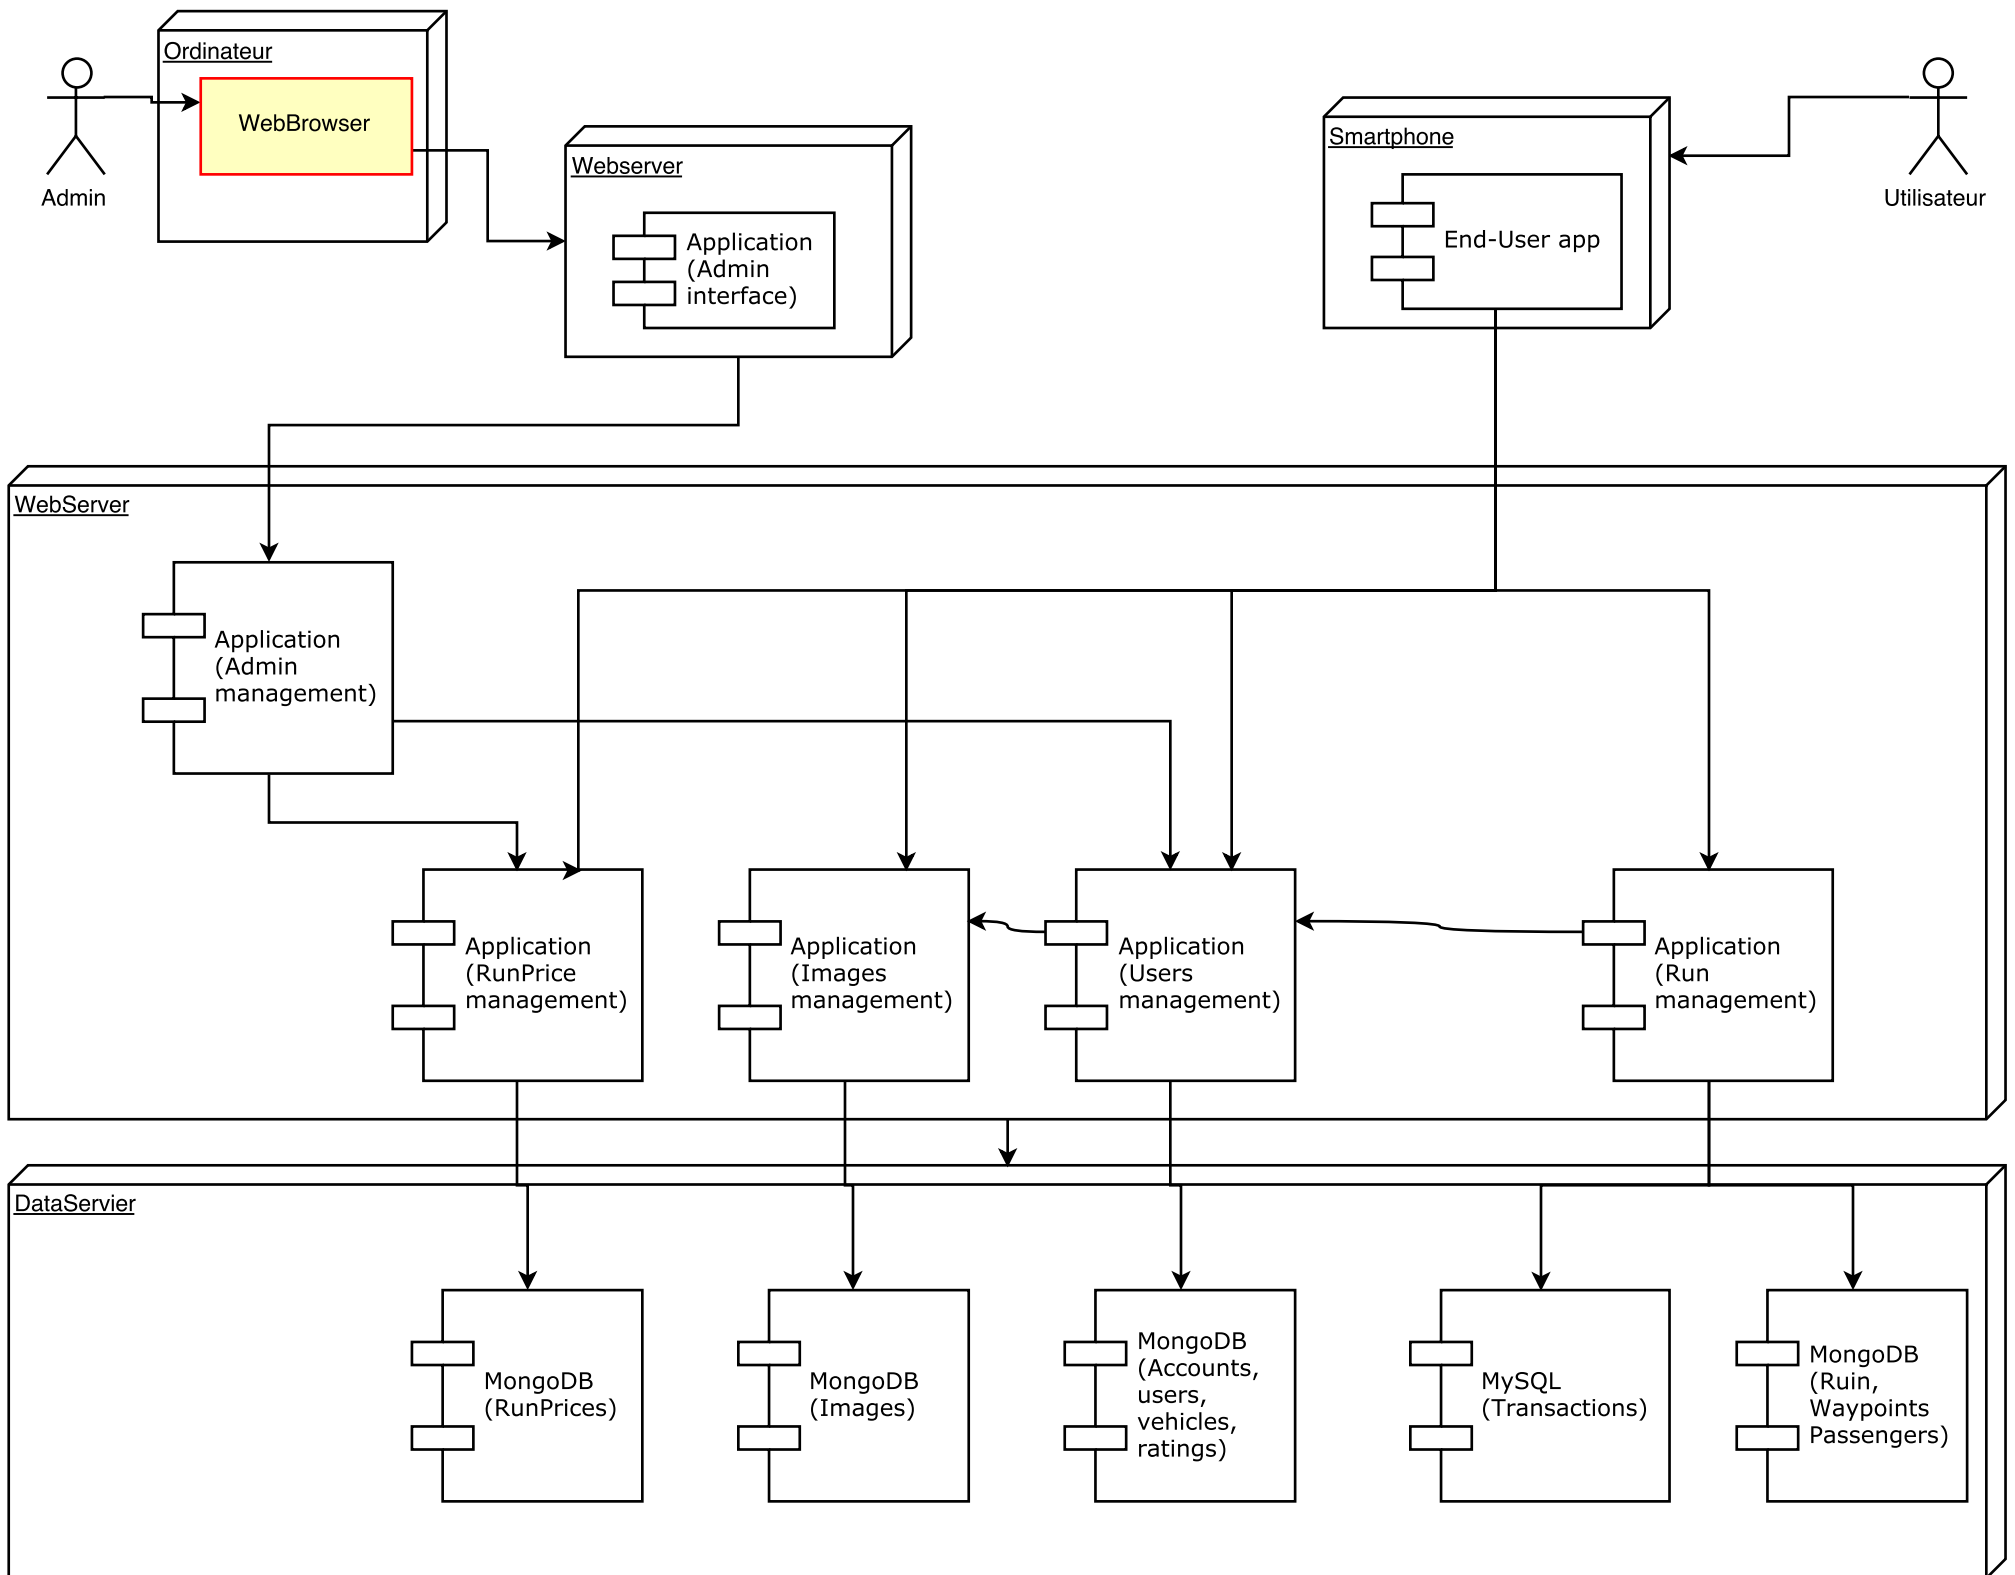 Ordinateur
WebBrowser
Admin
Webserver
Application
(Admin
interface)
Smartphone
End-User app
Utilisateur
WebServer
Application
(Admin
management)
Application
(RunPrice
management)
Application
(Images
management)
Application
(Users
management)
Application
(Run
management)
DataServier
MongoDB
(RunPrices)
MongoDB
(Images)
MongoDB
(Accounts,
users,
vehicles,
ratings)
MySQL
(Transactions)
MongoDB
(Ruin,
Waypoints
Passengers)